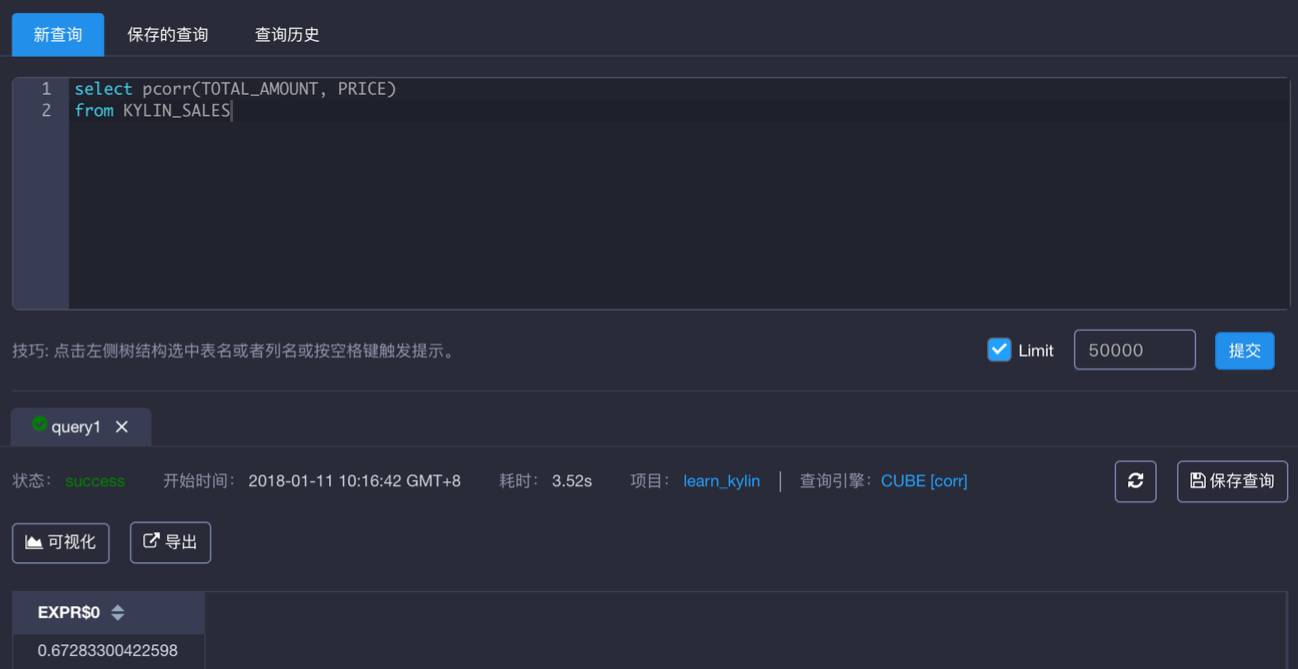 新查询 保存的查询 查询历史
1 select pcorr(TOTAL_AMOUNT, PRICE)
2 from KYLIN_SALES
技巧: 点击左侧树结构选中表名或者列名或按空格键触发提示。 Limit 50000 提交
query1
状态: success 开始时间: 2018-01-11 10:16:42 GMT+8 耗时: 3.52s 项目: learn_kylin | 查询引擎: CUBE [corr] 保存查询
可视化 导出
EXPR$0
0.67283300422598